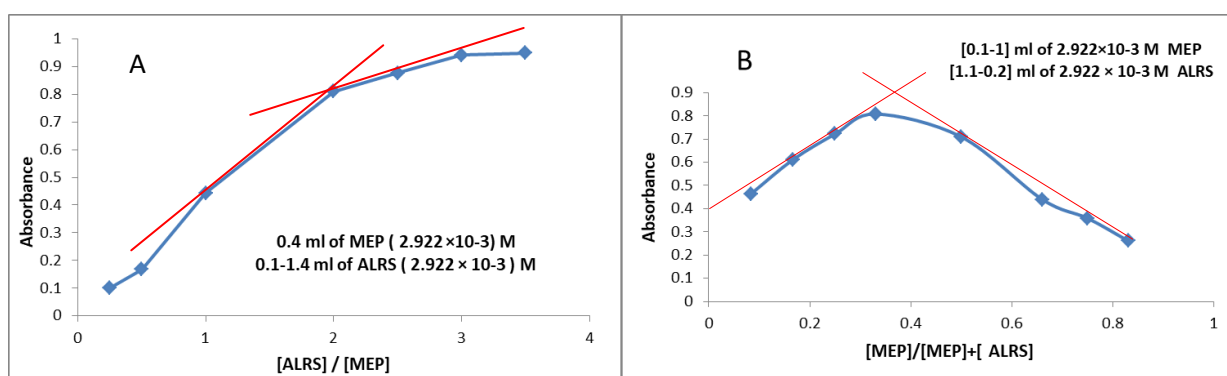 A
Absorbance
1
0.9
0.8
0.7
0.6
0.5
0.4
0.3
0.2
0.1
0
0.4 ml of MEP ( 2.922 ×10-3) M
0.1-1.4 ml of ALRS ( 2.922 × 10-3 ) M
0 1 2 3 4
[ALRS] / [MEP]
B
[0.1-1] ml of 2.922×10-3 M MEP
[1.1-0.2] ml of 2.922 × 10-3 M ALRS
Absorbance
0.9
0.8
0.7
0.6
0.5
0.4
0.3
0.2
0.1
0
0 0.2 0.4 0.6 0.8 1
[MEP]/[MEP]+[ ALRS]